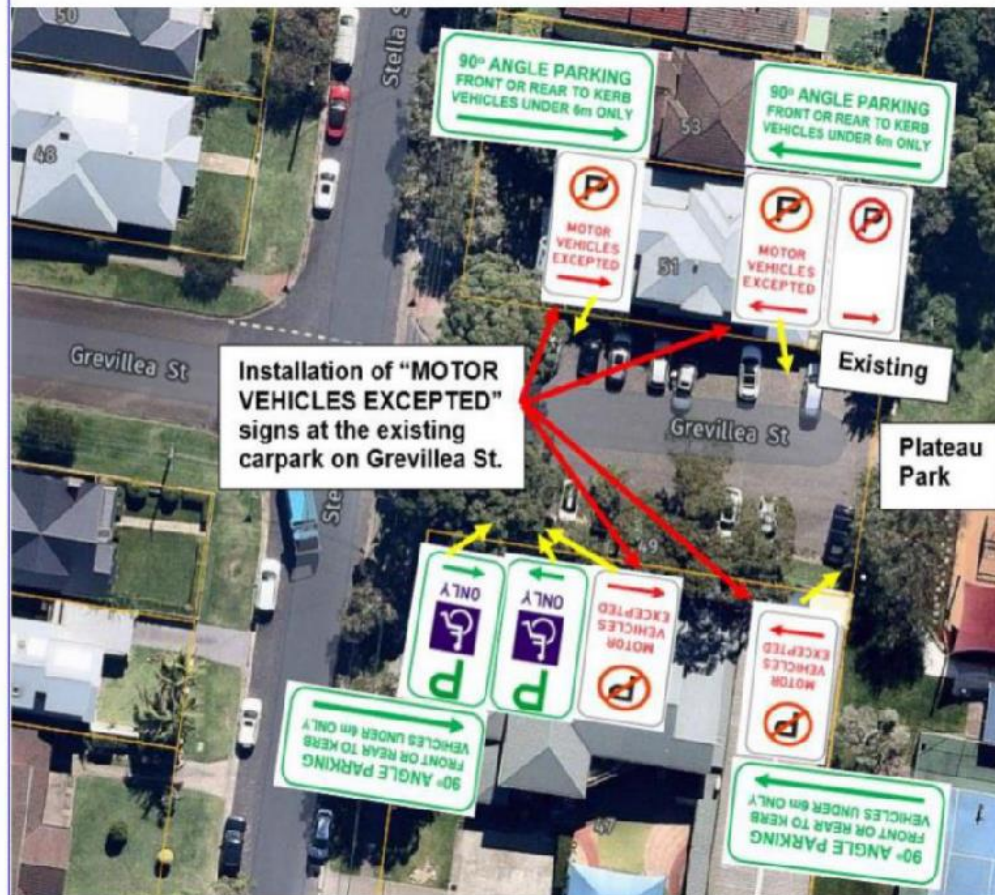 50
Stella S
90° ANGLE PARKING
FRONT OR REAR TO KERB
VEHICLES UNDER 6m ONLY
90° ANGLE PARKING
FRONT OR REAR TO KERB
VEHICLES UNDER 6m ONLY
53
48
P
MOTOR
VEHICLES
EXCEPTED
51
P
MOTOR
VEHICLES
EXCEPTED
P
Grevillea St
Installation of “MOTOR
VEHICLES EXCEPTED”
signs at the existing
carpark on Grevillea St.
Existing
Grevillea St
Plateau
Park
Ste
49
P
ONLY
P
ONLY
P
MOTOR
VEHICLES
EXCEPTED
P
MOTOR
VEHICLES
EXCEPTED
90° ANGLE PARKING
FRONT OR REAR TO KERB
VEHICLES UNDER 6m ONLY
90° ANGLE PARKING
FRONT OR REAR TO KERB
VEHICLES UNDER 6m ONLY
47